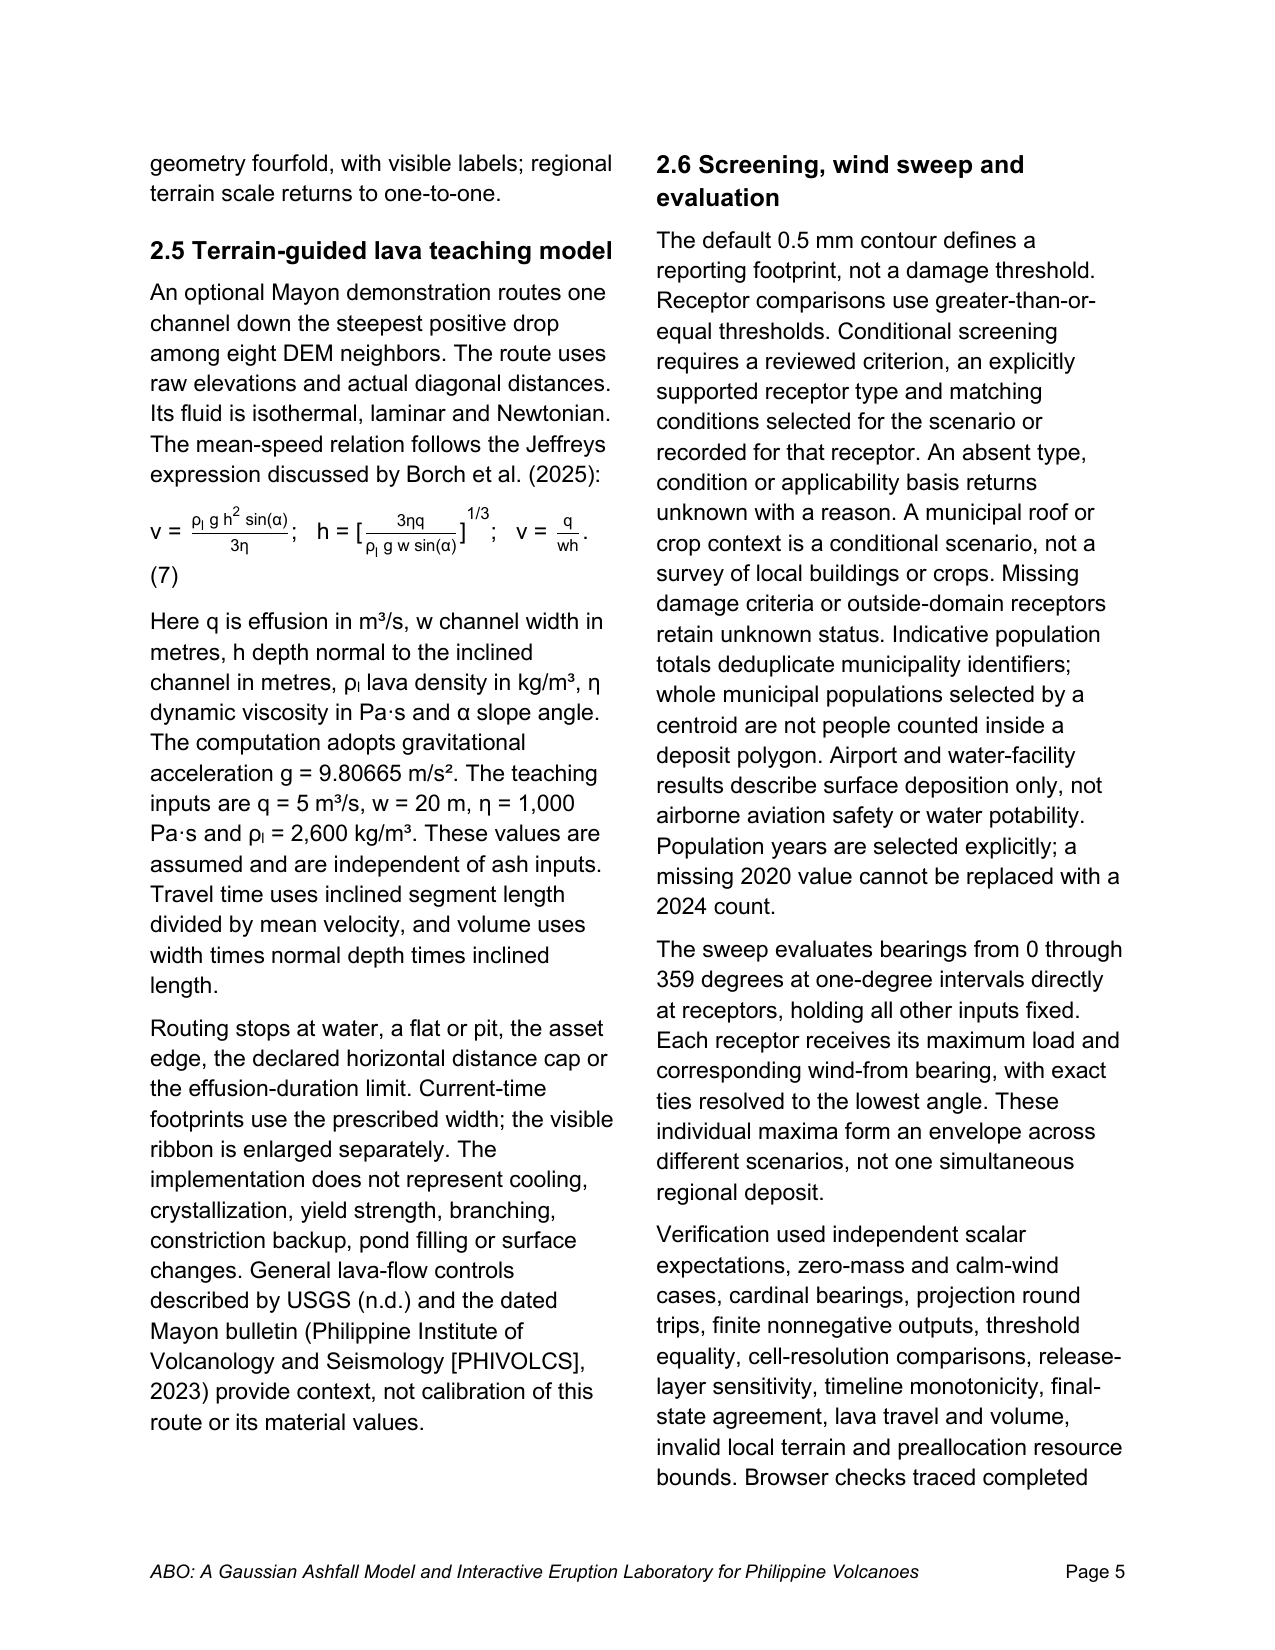 geometry fourfold, with visible labels; regional
terrain scale returns to one-to-one.
2.5 Terrain-guided lava teaching model
An optional Mayon demonstration routes one
channel down the steepest positive drop
among eight DEM neighbors. The route uses
raw elevations and actual diagonal distances.
Its fluid is isothermal, laminar and Newtonian.
The mean-speed relation follows the Jeffreys
expression discussed by Borch et al. (2025):
v = ρₗ g h² sin(α) / 3η; h = [ 3ηq / ρₗ g w sin(α) ]^1/3; v = q / wh.
(7)
Here q is effusion in m³/s, w channel width in
metres, h depth normal to the inclined
channel in metres, ρₗ lava density in kg/m³, η
dynamic viscosity in Pa·s and α slope angle.
The computation adopts gravitational
acceleration g = 9.80665 m/s². The teaching
inputs are q = 5 m³/s, w = 20 m, η = 1,000
Pa·s and ρₗ = 2,600 kg/m³. These values are
assumed and are independent of ash inputs.
Travel time uses inclined segment length
divided by mean velocity, and volume uses
width times normal depth times inclined
length.
Routing stops at water, a flat or pit, the asset
edge, the declared horizontal distance cap or
the effusion-duration limit. Current-time
footprints use the prescribed width; the visible
ribbon is enlarged separately. The
implementation does not represent cooling,
crystallization, yield strength, branching,
constriction backup, pond filling or surface
changes. General lava-flow controls
described by USGS (n.d.) and the dated
Mayon bulletin (Philippine Institute of
Volcanology and Seismology [PHIVOLCS],
2023) provide context, not calibration of this
route or its material values.
2.6 Screening, wind sweep and
evaluation
The default 0.5 mm contour defines a
reporting footprint, not a damage threshold.
Receptor comparisons use greater-than-or-
equal thresholds. Conditional screening
requires a reviewed criterion, an explicitly
supported receptor type and matching
conditions selected for the scenario or
recorded for that receptor. An absent type,
condition or applicability basis returns
unknown with a reason. A municipal roof or
crop context is a conditional scenario, not a
survey of local buildings or crops. Missing
damage criteria or outside-domain receptors
retain unknown status. Indicative population
totals deduplicate municipality identifiers;
whole municipal populations selected by a
centroid are not people counted inside a
deposit polygon. Airport and water-facility
results describe surface deposition only, not
airborne aviation safety or water potability.
Population years are selected explicitly; a
missing 2020 value cannot be replaced with a
2024 count.
The sweep evaluates bearings from 0 through
359 degrees at one-degree intervals directly
at receptors, holding all other inputs fixed.
Each receptor receives its maximum load and
corresponding wind-from bearing, with exact
ties resolved to the lowest angle. These
individual maxima form an envelope across
different scenarios, not one simultaneous
regional deposit.
Verification used independent scalar
expectations, zero-mass and calm-wind
cases, cardinal bearings, projection round
trips, finite nonnegative outputs, threshold
equality, cell-resolution comparisons, release-
layer sensitivity, timeline monotonicity, final-
state agreement, lava travel and volume,
invalid local terrain and preallocation resource
bounds. Browser checks traced completed
ABO: A Gaussian Ashfall Model and Interactive Eruption Laboratory for Philippine Volcanoes Page 5